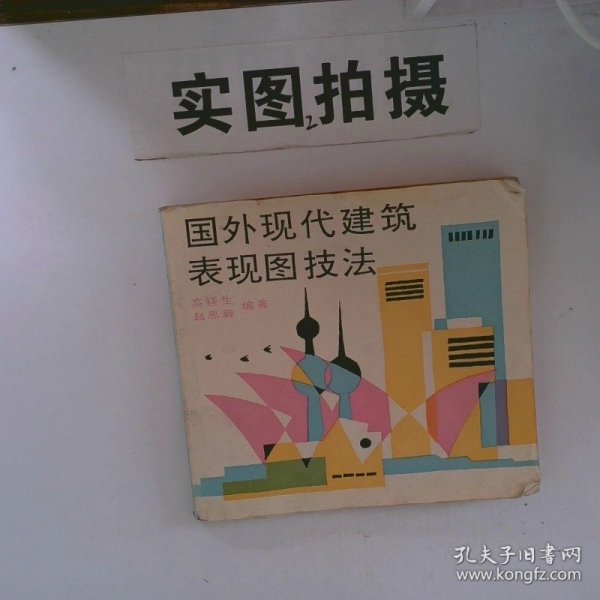 实图拍摄
2
国外现代建筑
表现图技法
高祥生
赵思毅
编著
孔夫子旧书网
www.kongfz.com